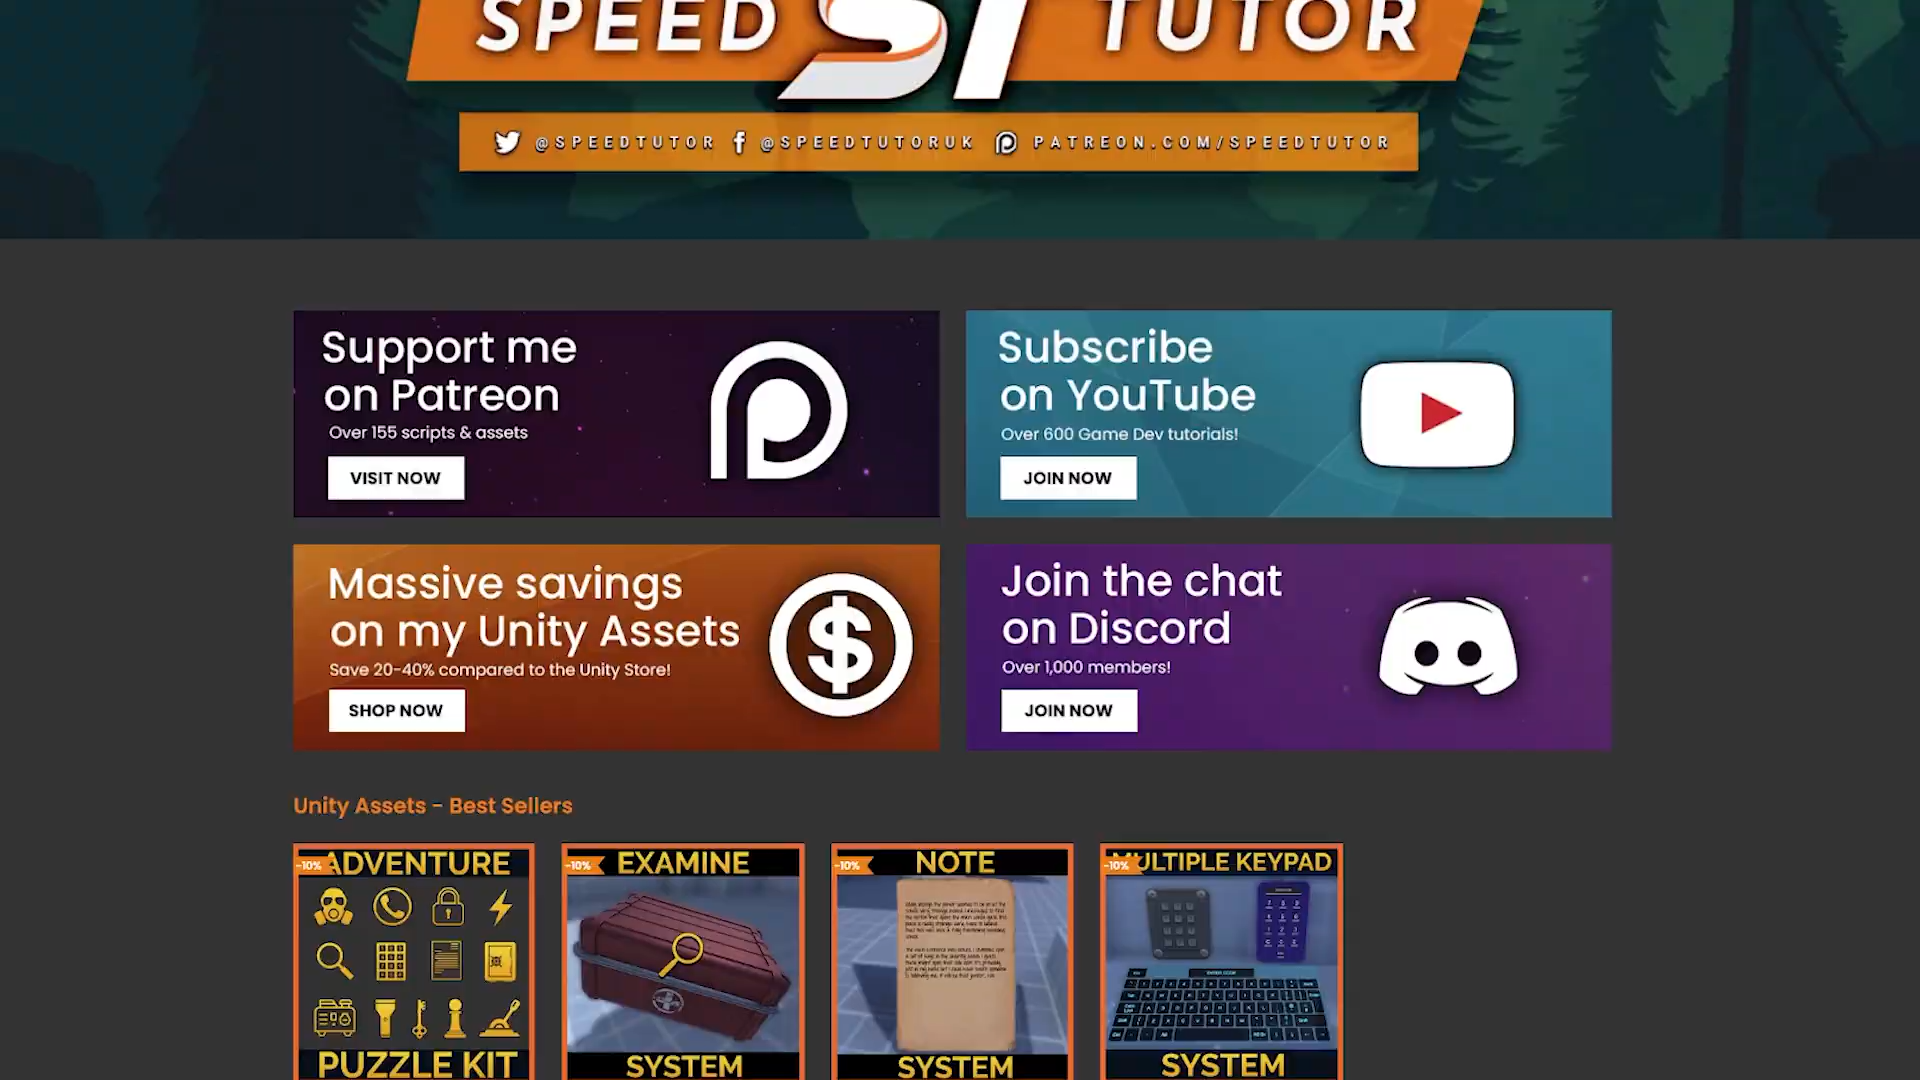 SPEED ST TUTOR
@SPEEDTUTOR @SPEEDTUTORUK PATREON.COM/SPEEDTUTOR
Support me
on Patreon
Over 155 scripts & assets
VISIT NOW
Subscribe
on YouTube
Over 600 Game Dev tutorials!
JOIN NOW
Massive savings
on my Unity Assets
Save 20-40% compared to the Unity Store!
SHOP NOW
Join the chat
on Discord
Over 1,000 members!
JOIN NOW
Unity Assets - Best Sellers
-10%
ADVENTURE
PUZZLE KIT
-10%
EXAMINE
SYSTEM
-10%
NOTE
SYSTEM
-10%
MULTIPLE KEYPAD
SYSTEM